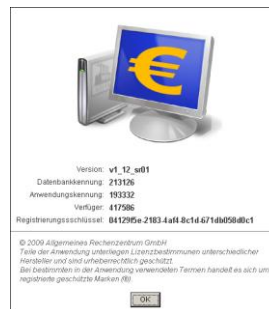 €
Version: v1_12_sr01
Datenbankkennung: 213126
Anwendungskennung: 193332
Verfüger: 417586
Registrierungssschlüssel: 04129f5e-2183-4af4-8c1d-671db058d0c1
© 2009 Allgemeines Rechenzentrum GmbH
Teile der Anwendung unterliegen Lizenzbestimmungen unterschiedlicher
Hersteller und sind urheberrechtlich geschützt.
Bei bestimmten in der Anwendung verwendeten Termen handelt es sich um
registrierte geschützte Marken (®).
OK